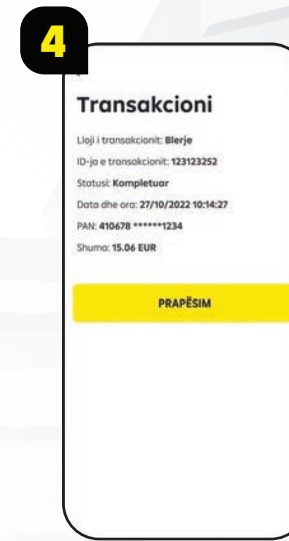 4
Transakcioni
Lloji i transakcionit: Blerje
ID-ja e transakcionit: 123123252
Statusi: Kompletuar
Data dhe ora: 27/10/2022 10:14:27
PAN: 410678 ******1234
Shuma: 15.06 EUR
PRAPËSIM